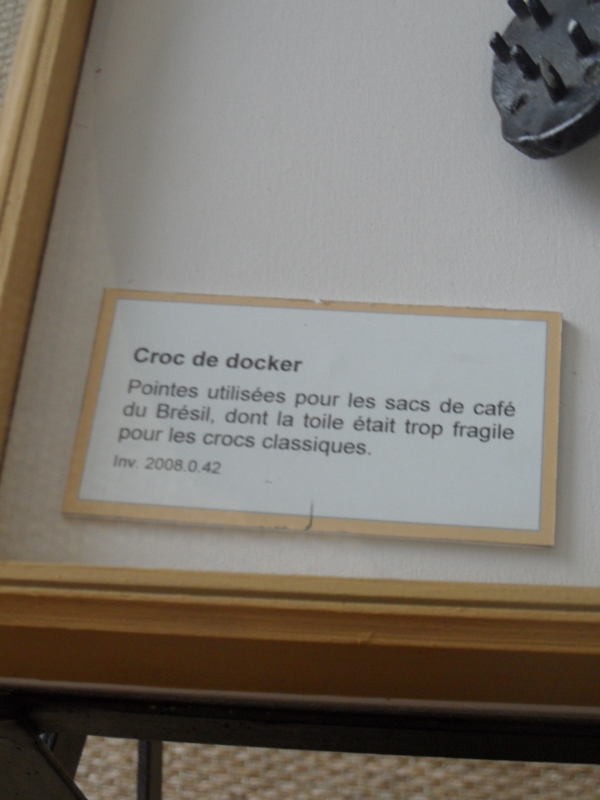 Croc de docker
Pointes utilisées pour les sacs de café
du Brésil, dont la toile était trop fragile
pour les crocs classiques.
Inv. 2008.0.42